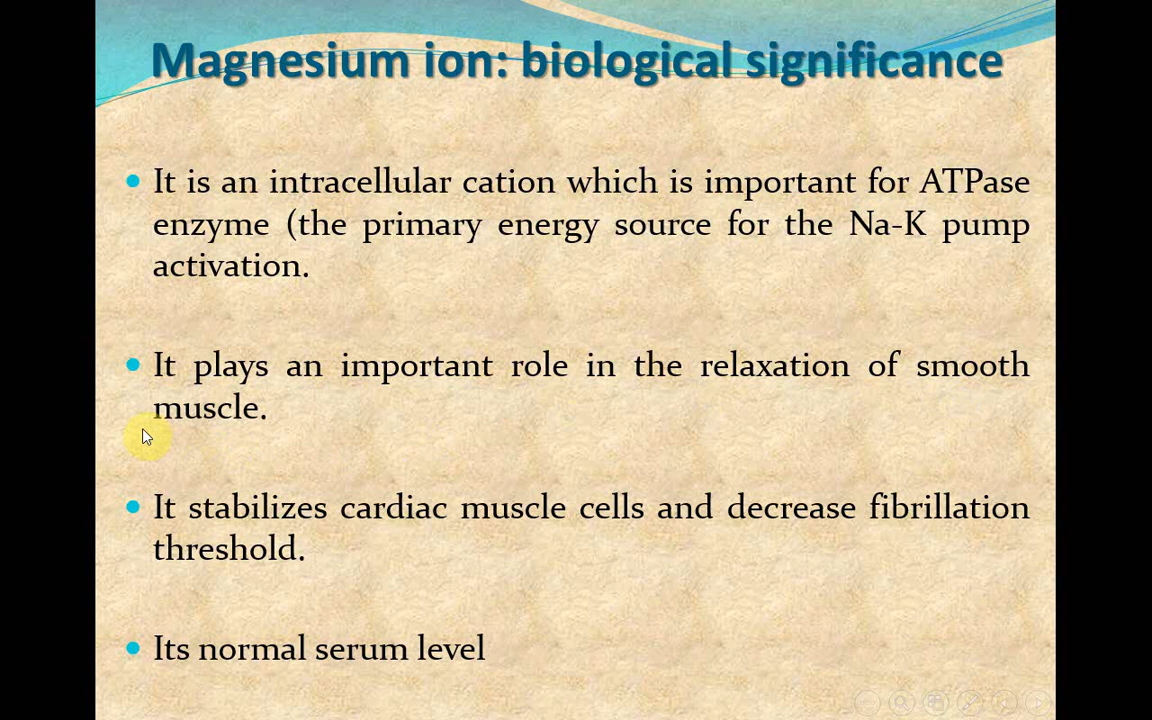 Magnesium ion: biological significance
It is an intracellular cation which is important for ATPase
enzyme (the primary energy source for the Na-K pump
activation.
It plays an important role in the relaxation of smooth
muscle.
It stabilizes cardiac muscle cells and decrease fibrillation
threshold.
Its normal serum level